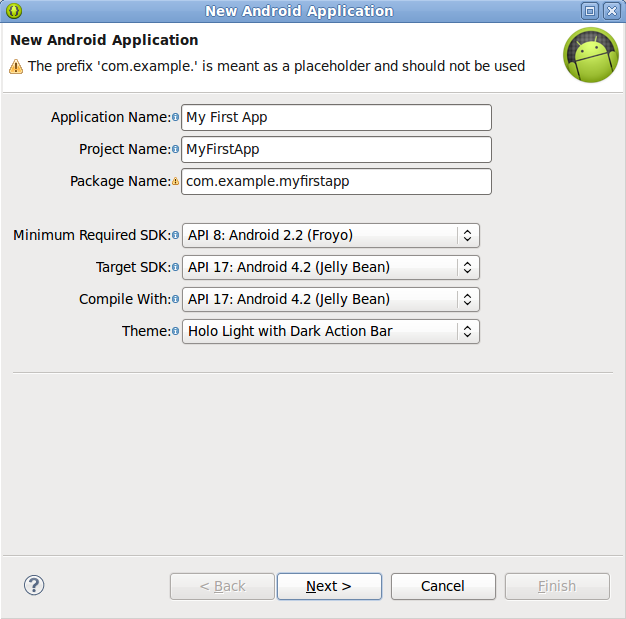 New Android Application
New Android Application
The prefix 'com.example.' is meant as a placeholder and should not be used
Application Name: My First App
Project Name: MyFirstApp
Package Name: com.example.myfirstapp
Minimum Required SDK: API 8: Android 2.2 (Froyo)
Target SDK: API 17: Android 4.2 (Jelly Bean)
Compile With: API 17: Android 4.2 (Jelly Bean)
Theme: Holo Light with Dark Action Bar
? < Back Next > Cancel Finish